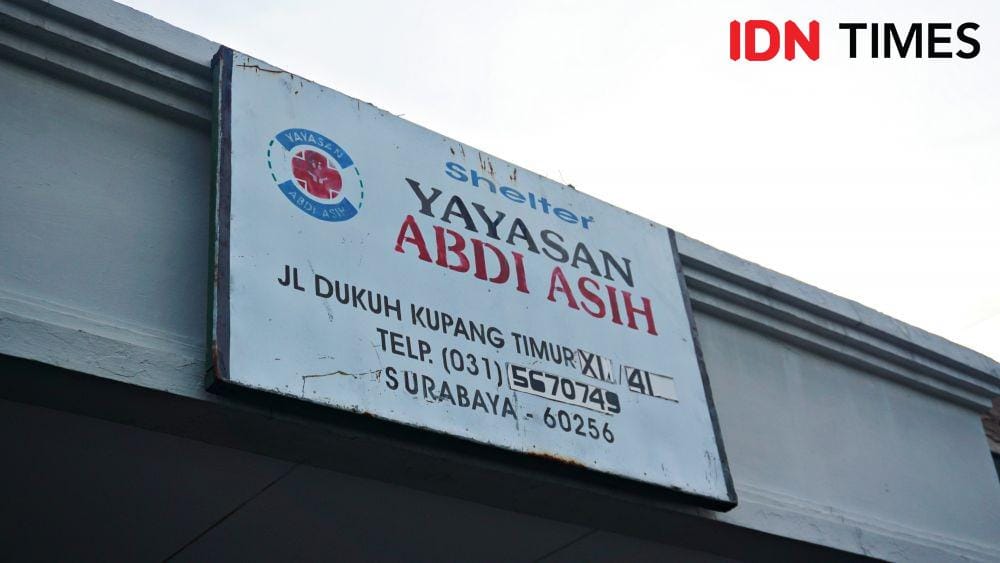 IDN TIMES
YAYASAN
ABDI ASIH
Shelter
YAYASAN
ABDI ASIH
JL DUKUH KUPANG TIMUR / 41
TELP. (031) 5670749
SURABAYA - 60256